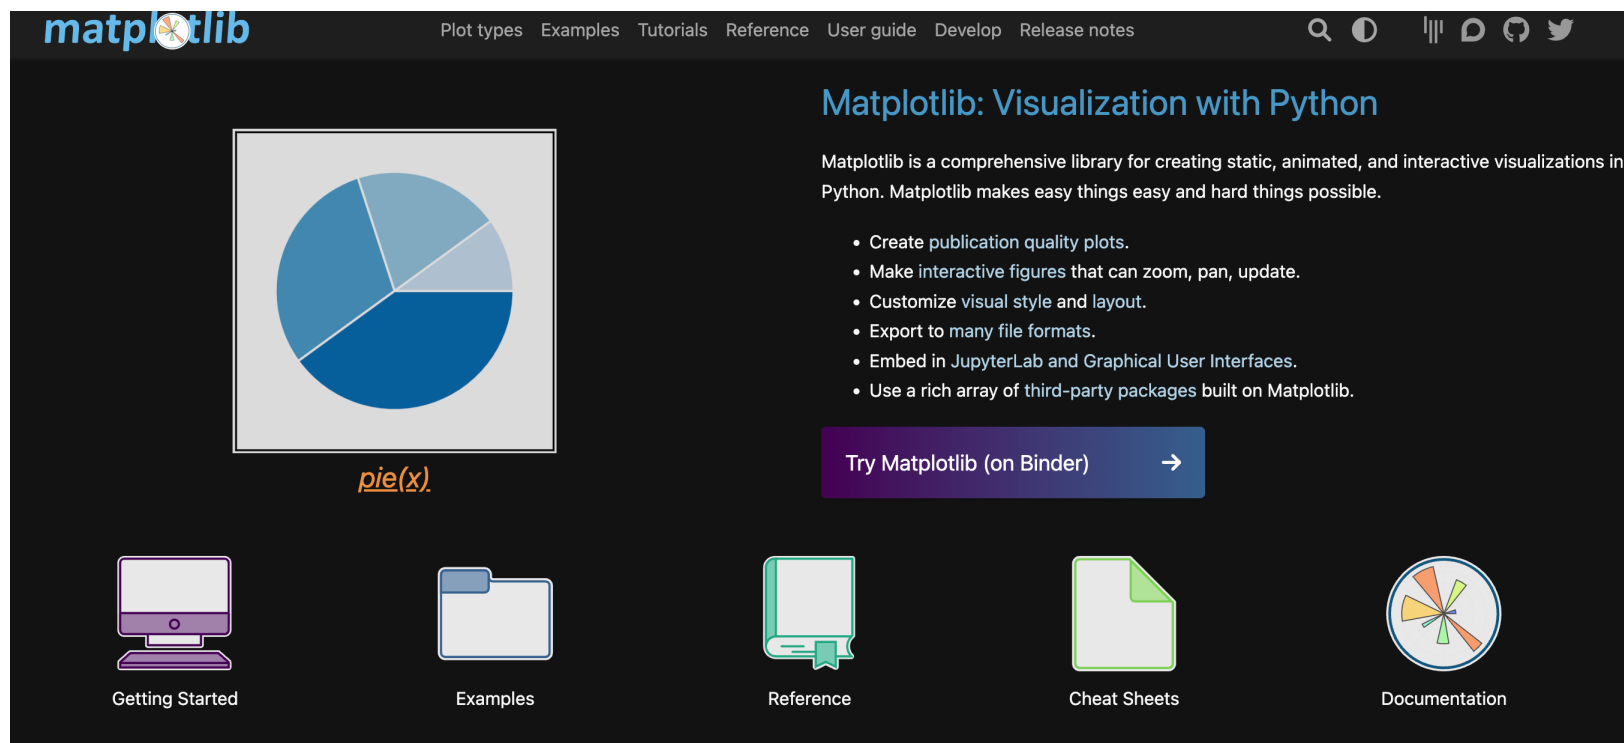 matplotlib
Plot types Examples Tutorials Reference User guide Develop Release notes
Matplotlib: Visualization with Python
Matplotlib is a comprehensive library for creating static, animated, and interactive visualizations in
Python. Matplotlib makes easy things easy and hard things possible.
• Create publication quality plots.
• Make interactive figures that can zoom, pan, update.
• Customize visual style and layout.
• Export to many file formats.
• Embed in JupyterLab and Graphical User Interfaces.
• Use a rich array of third-party packages built on Matplotlib.
Try Matplotlib (on Binder)
pie(x)
Getting Started
Examples
Reference
Cheat Sheets
Documentation